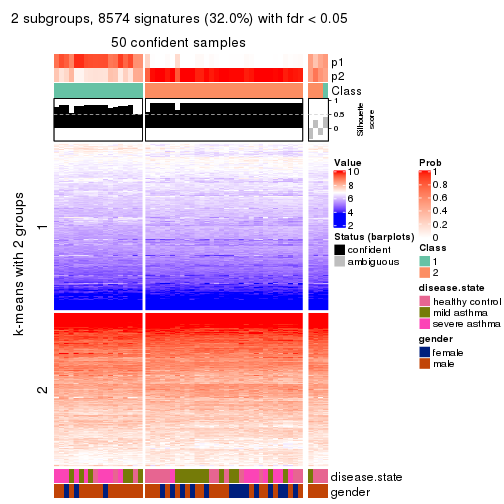 2 subgroups, 8574 signatures (32.0%) with fdr < 0.05
50 confident samples
p1
p2
Class
1
0.5
0
Silhouette
score
k-means with 2 groups
1
2
disease.state
gender
Value
10
8
6
4
2
Status (barplots)
confident
ambiguous
Prob
1
0.8
0.6
0.4
0.2
0
Class
1
2
disease.state
healthy control
mild asthma
severe asthma
gender
female
male